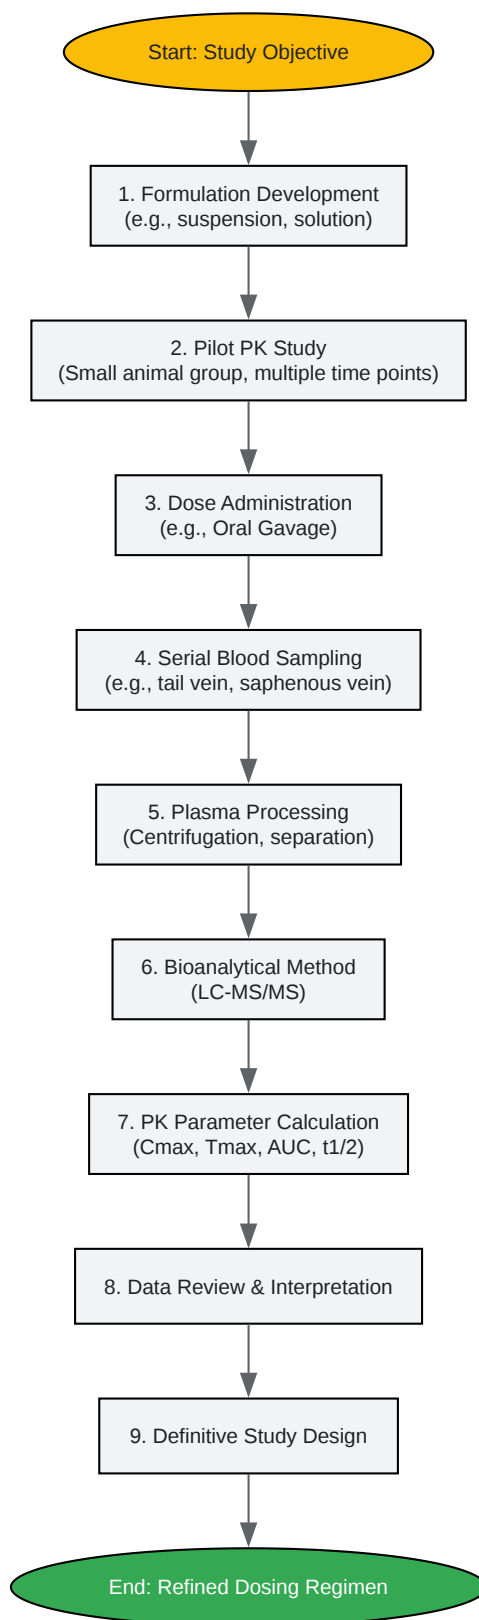 Start: Study Objective
1. Formulation Development
(e.g., suspension, solution)
2. Pilot PK Study
(Small animal group, multiple time points)
3. Dose Administration
(e.g., Oral Gavage)
4. Serial Blood Sampling
(e.g., tail vein, saphenous vein)
5. Plasma Processing
(Centrifugation, separation)
6. Bioanalytical Method
(LC-MS/MS)
7. PK Parameter Calculation
(Cmax, Tmax, AUC, t1/2)
8. Data Review & Interpretation
9. Definitive Study Design
End: Refined Dosing Regimen